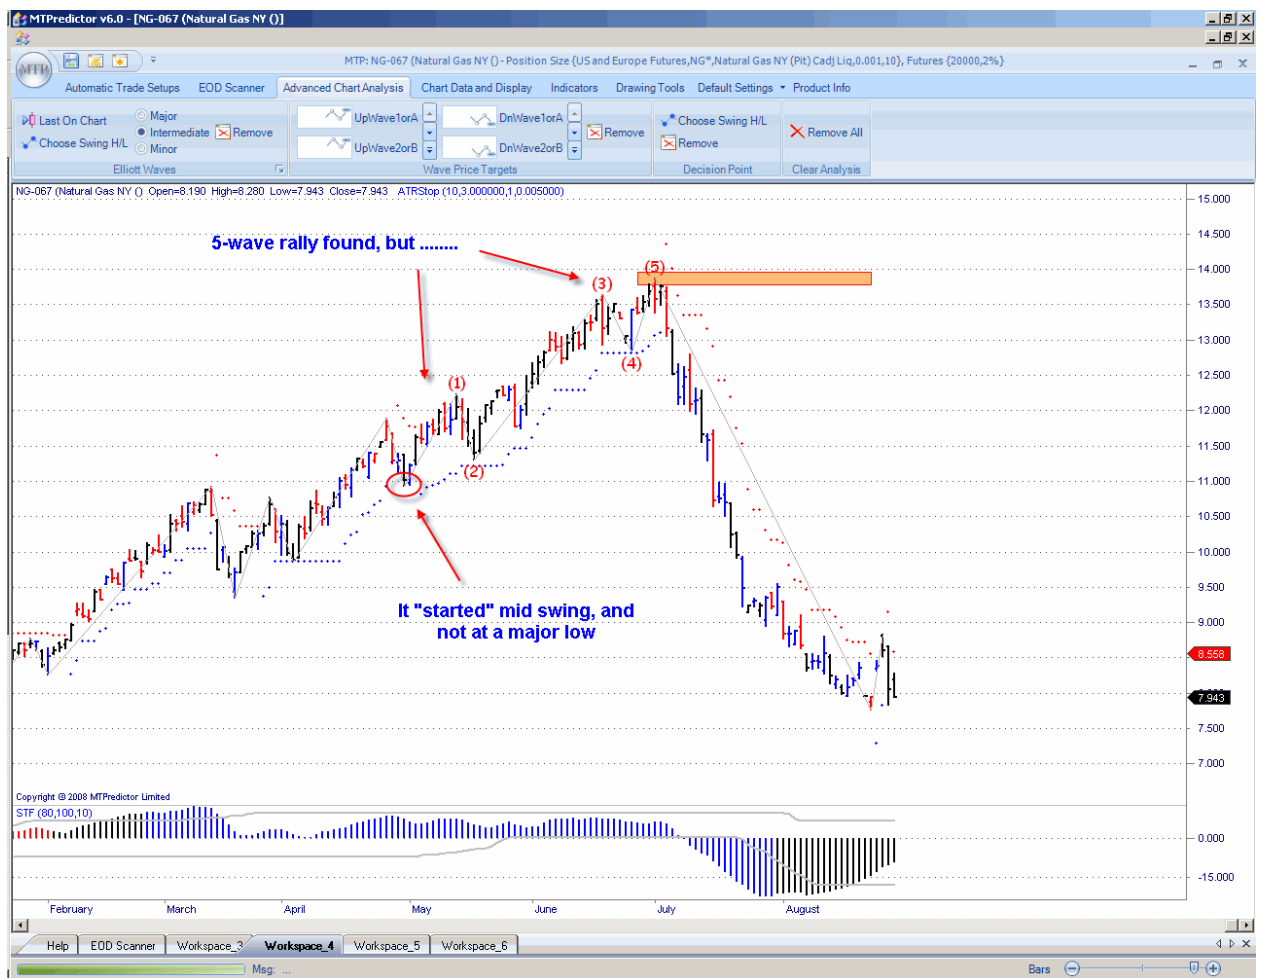 MTPredictor v6.0 - [NG-067 (Natural Gas NY ()]
MTP
MTP: NG-067 (Natural Gas NY () - Position Size {US and Europe Futures,NG*,Natural Gas NY (Pit) Cadj Liq,0.001,10}, Futures {20000,2%}
Automatic Trade Setups EOD Scanner Advanced Chart Analysis Chart Data and Display Indicators Drawing Tools Default Settings Product Info
Last On Chart
Choose Swing H/L
Major
Intermediate
Minor
Remove
Elliott Waves
UpWave1orA
UpWave2orB
DnWave1orA
DnWave2orB
Remove
Wave Price Targets
Choose Swing H/L
Remove
Decision Point
Remove All
Clear Analysis
NG-067 (Natural Gas NY () Open=8.190 High=8.280 Low=7.943 Close=7.943 ATRStop (10,3.000000,1,0.005000)
15.000
14.500
14.000
13.500
13.000
12.500
12.000
11.500
11.000
10.500
10.000
9.500
9.000
8.558
7.943
7.500
7.000
5-wave rally found, but ........
(1)
(2)
(3)
(4)
(5)
It "started" mid swing, and
not at a major low
Copyright © 2008 MTPredictor Limited
STF (80,100,10)
0.000
-15.000
February March April May June July August
Help EOD Scanner Workspace_3 Workspace_4 Workspace_5 Workspace_6
Msg: ...
Bars